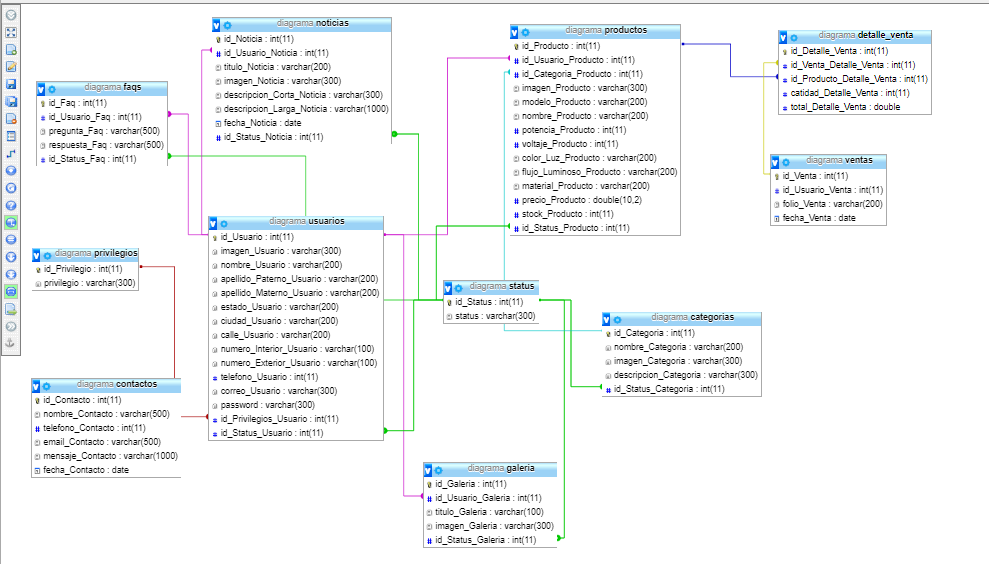 diagrama noticias
id_Noticia : int(11)
id_Usuario_Noticia : int(11)
titulo_Noticia : varchar(200)
imagen_Noticia : varchar(300)
descripcion_Corta_Noticia : varchar(300)
descripcion_Larga_Noticia : varchar(1000)
fecha_Noticia : date
id_Status_Noticia : int(11)
diagrama productos
id_Producto : int(11)
id_Usuario_Producto : int(11)
id_Categoria_Producto : int(11)
imagen_Producto : varchar(300)
modelo_Producto : varchar(200)
nombre_Producto : varchar(200)
potencia_Producto : int(11)
voltaje_Producto : int(11)
color_Luz_Producto : varchar(200)
flujo_Luminoso_Producto : varchar(200)
material_Producto : varchar(200)
precio_Producto : double(10,2)
stock_Producto : int(11)
id_Status_Producto : int(11)
diagrama detalle_venta
id_Detalle_Venta : int(11)
id_Venta_Detalle_Venta : int(11)
id_Producto_Detalle_Venta : int(11)
catidad_Detalle_Venta : int(11)
total_Detalle_Venta : double
diagrama faqs
id_Faq : int(11)
id_Usuario_Faq : int(11)
pregunta_Faq : varchar(500)
respuesta_Faq : varchar(500)
id_Status_Faq : int(11)
diagrama ventas
id_Venta : int(11)
id_Usuario_Venta : int(11)
folio_Venta : varchar(200)
fecha_Venta : date
diagrama usuarios
id_Usuario : int(11)
imagen_Usuario : varchar(300)
nombre_Usuario : varchar(200)
apellido_Paterno_Usuario : varchar(200)
apellido_Materno_Usuario : varchar(200)
estado_Usuario : varchar(200)
ciudad_Usuario : varchar(200)
calle_Usuario : varchar(200)
numero_Interior_Usuario : varchar(100)
numero_Exterior_Usuario : varchar(100)
telefono_Usuario : int(11)
correo_Usuario : varchar(300)
password : varchar(300)
id_Privilegios_Usuario : int(11)
id_Status_Usuario : int(11)
diagrama privilegios
id_Privilegio : int(11)
privilegio : varchar(300)
diagrama status
id_Status : int(11)
status : varchar(300)
diagrama categorias
id_Categoria : int(11)
nombre_Categoria : varchar(200)
imagen_Categoria : varchar(300)
descripcion_Categoria : varchar(300)
id_Status_Categoria : int(11)
diagrama contactos
id_Contacto : int(11)
nombre_Contacto : varchar(500)
telefono_Contacto : int(11)
email_Contacto : varchar(500)
mensaje_Contacto : varchar(1000)
fecha_Contacto : date
diagrama galeria
id_Galeria : int(11)
id_Usuario_Galeria : int(11)
titulo_Galeria : varchar(100)
imagen_Galeria : varchar(300)
id_Status_Galeria : int(11)